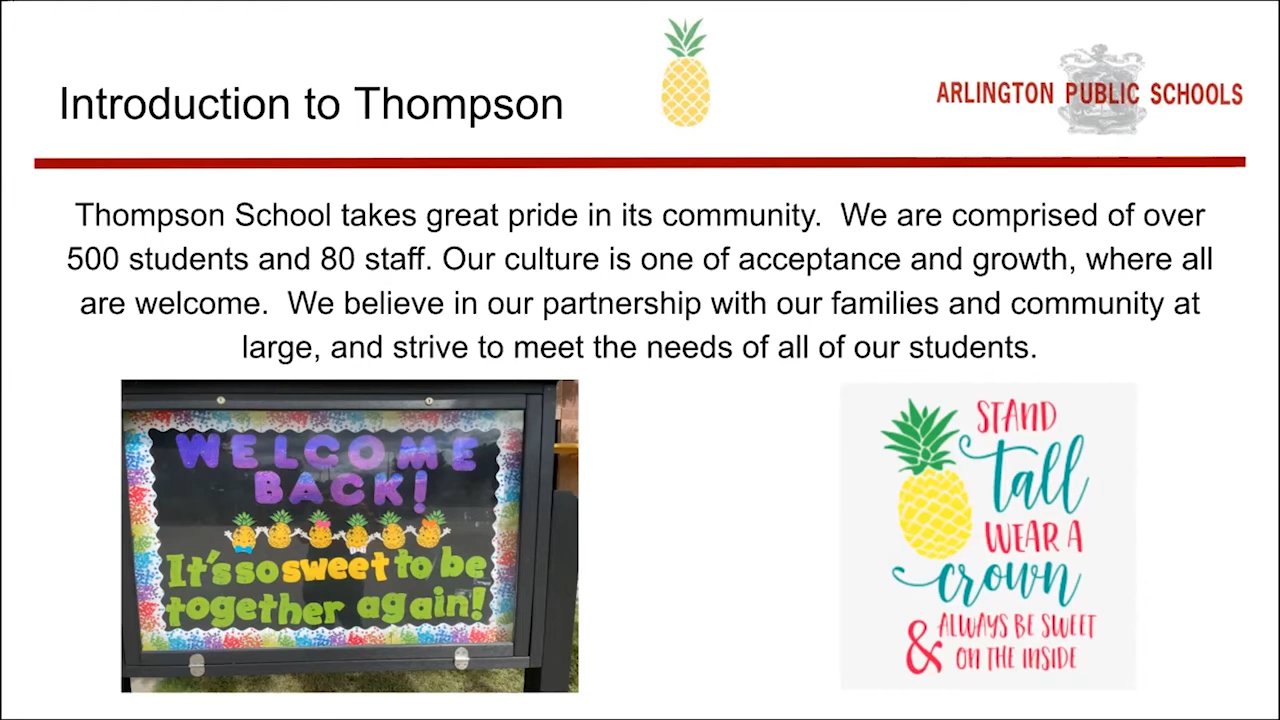 Introduction to Thompson
ARLINGTON PUBLIC SCHOOLS
Thompson School takes great pride in its community. We are comprised of over
500 students and 80 staff. Our culture is one of acceptance and growth, where all
are welcome. We believe in our partnership with our families and community at
large, and strive to meet the needs of all of our students.
WELCOME
BACK!
It's so sweet to be
together again!
STAND
tall
WEAR A
crown
& ALWAYS BE SWEET
ON THE INSIDE